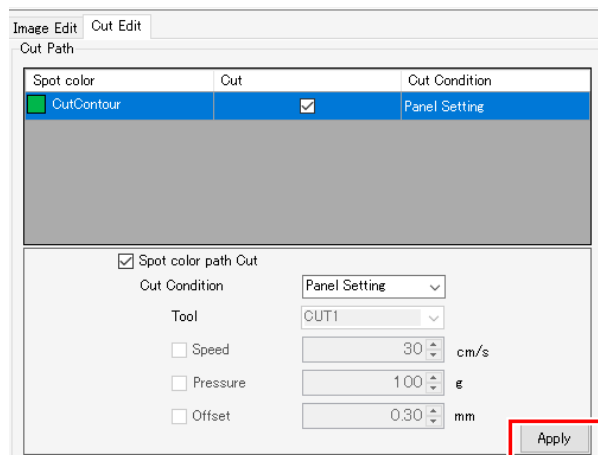 Image Edit Cut Edit
Cut Path
Spot color Cut Cut Condition
CutContour Panel Setting
Spot color path Cut
Cut Condition Panel Setting
Tool CUT1
Speed 30 cm/s
Pressure 100 g
Offset 0.30 mm
Apply